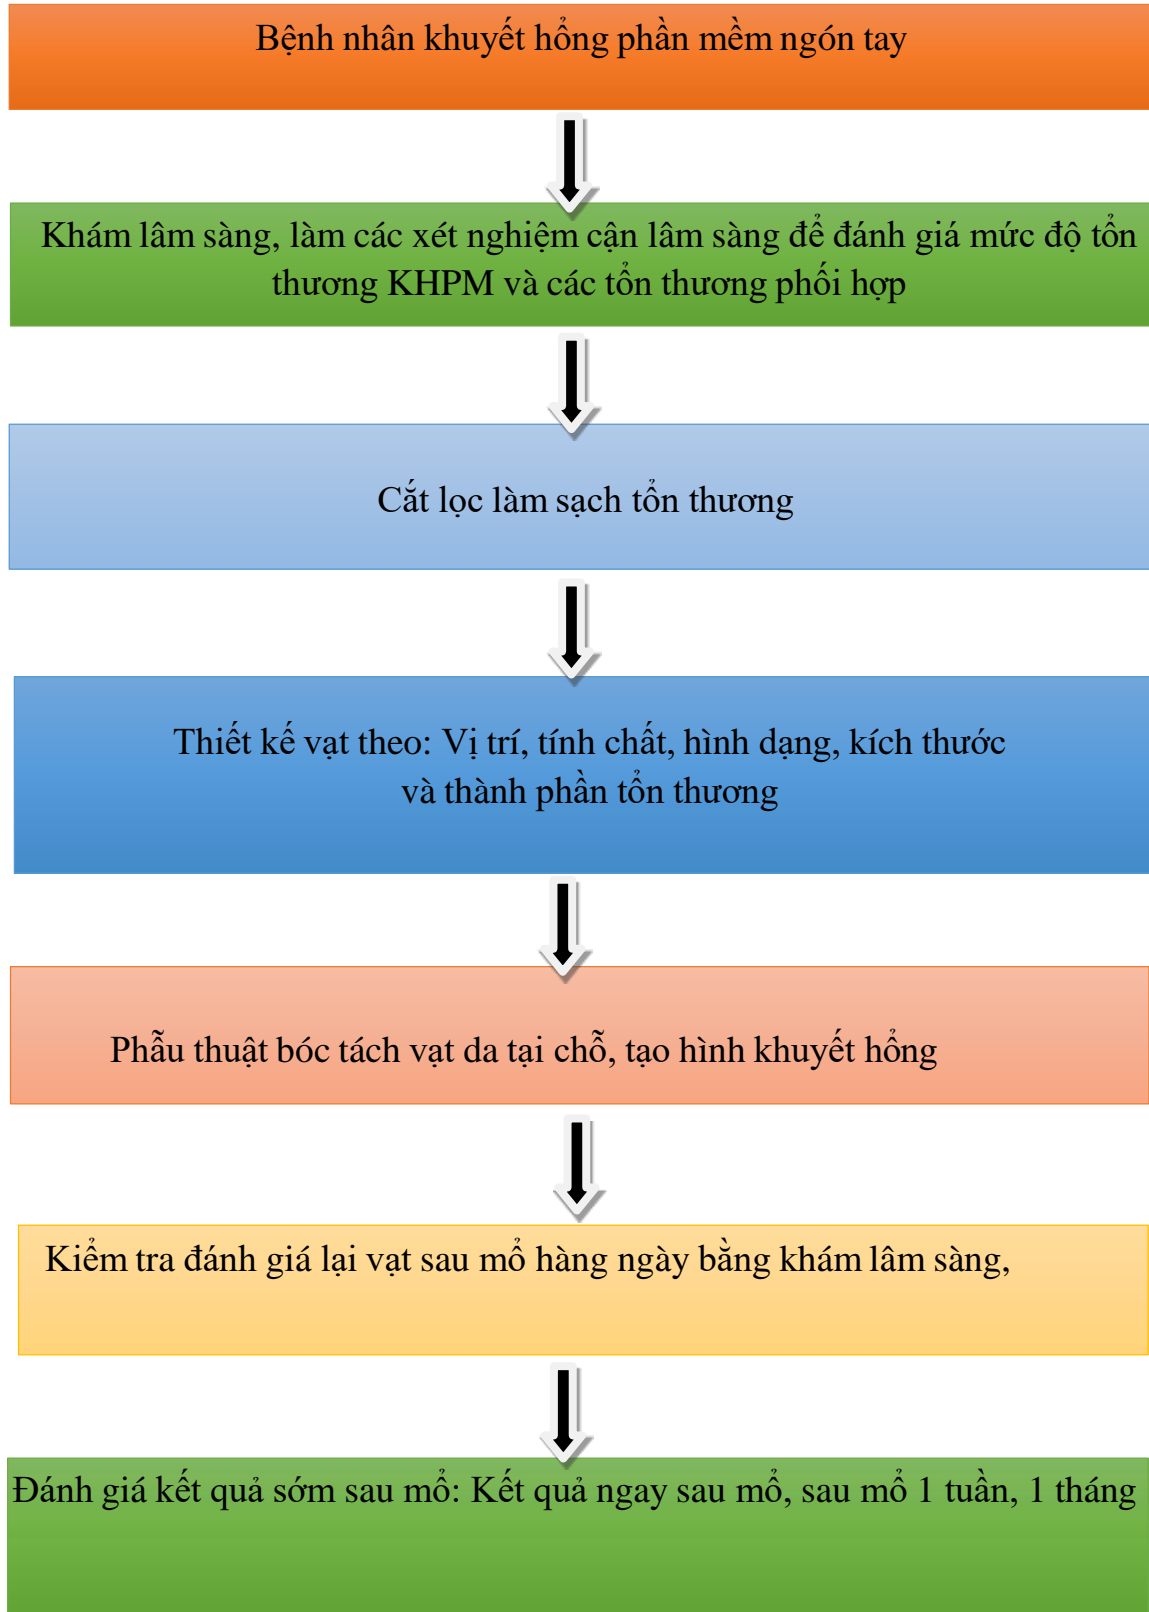 Bệnh nhân khuyết hổng phần mềm ngón tay
Khám lâm sàng, làm các xét nghiệm cận lâm sàng để đánh giá mức độ tổn
thương KHPM và các tổn thương phối hợp
Cắt lọc làm sạch tổn thương
Thiết kế vạt theo: Vị trí, tính chất, hình dạng, kích thước
và thành phần tổn thương
Phẫu thuật bóc tách vạt da tại chỗ, tạo hình khuyết hổng
Kiểm tra đánh giá lại vạt sau mổ hàng ngày bằng khám lâm sàng,
Đánh giá kết quả sớm sau mổ: Kết quả ngay sau mổ, sau mổ 1 tuần, 1 tháng